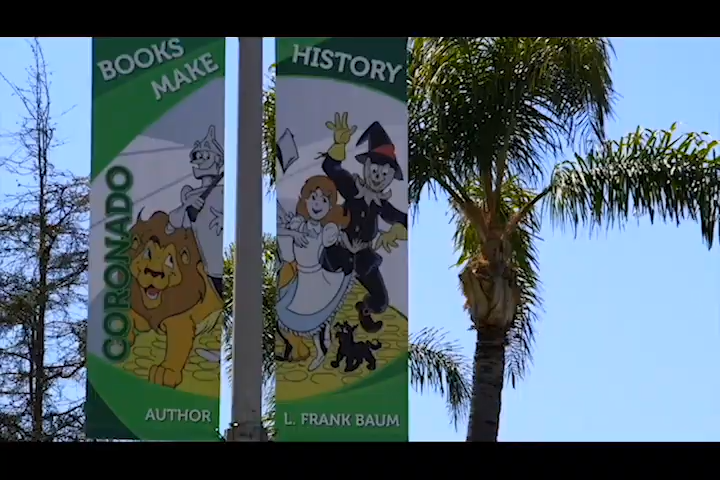 BOOKS
MAKE
HISTORY
CORONADO
AUTHOR
L. FRANK BAUM